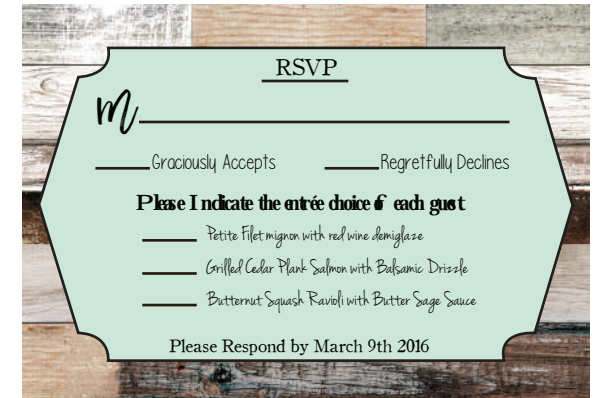 RSVP
M
Graciously Accepts Regretfully Declines
Please Indicate the entrée choice of each guest
Petite Filet mignon with red wine demiglaze
Grilled Cedar Plank Salmon with Balsamic Drizzle
Butternut Squash Ravioli with Butter Sage Sauce
Please Respond by March 9th 2016